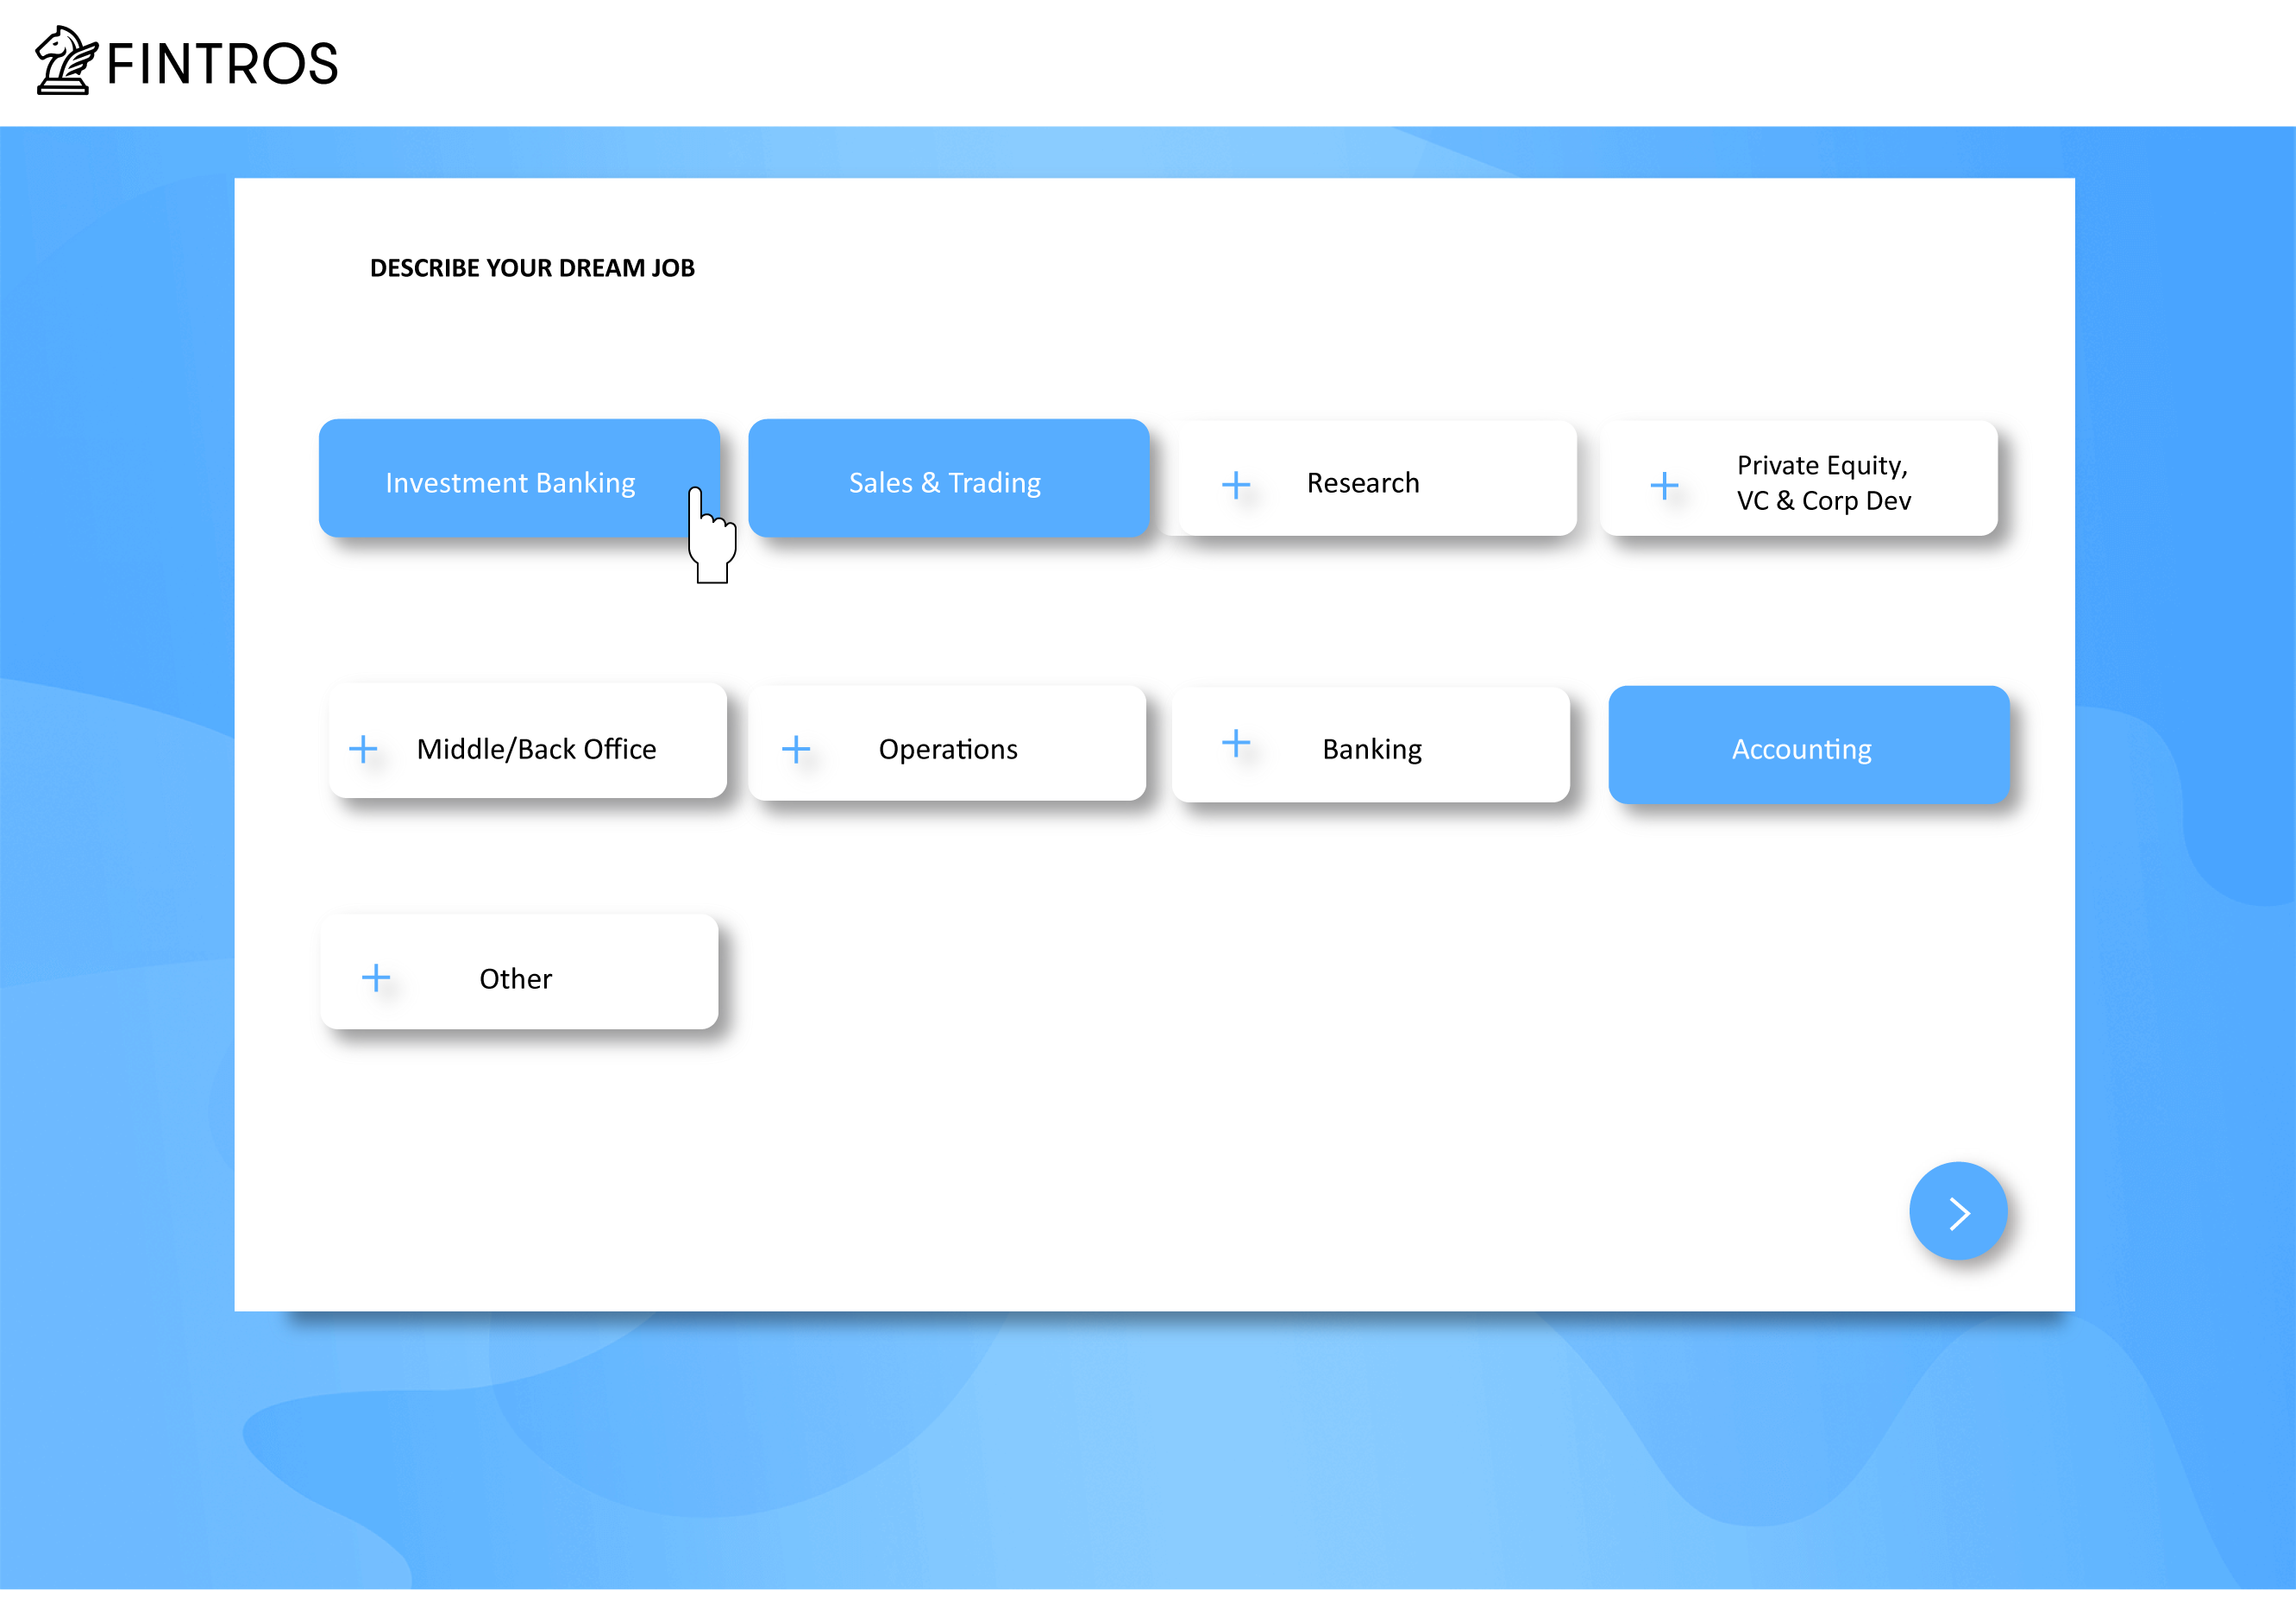 FINTROS
DESCRIBE YOUR DREAM JOB
Investment Banking
Sales & Trading
Research
Private Equity,
VC & Corp Dev
Middle/Back Office
Operations
Banking
Accounting
Other